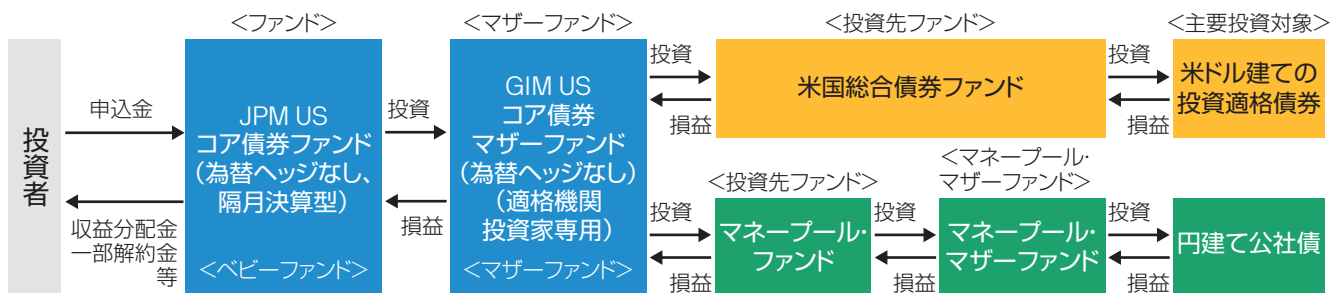 <ファンド>
<マザーファンド>
<投資先ファンド>
<主要投資対象>
投資者
申込金
収益分配金
一部解約金
等
JPM US
コア債券ファンド
(為替ヘッジなし、
隔月決算型)
<ベビーファンド>
投資
損益
GIM US
コア債券
マザーファンド
(為替ヘッジなし)
(適格機関
投資家専用)
<マザーファンド>
投資
損益
米国総合債券ファンド
投資
損益
米ドル建ての
投資適格債券
<投資先ファンド>
<マネープール・
マザーファンド>
投資
損益
マネープール・
ファンド
投資
損益
マネープール・
マザーファンド
投資
損益
円建て公社債